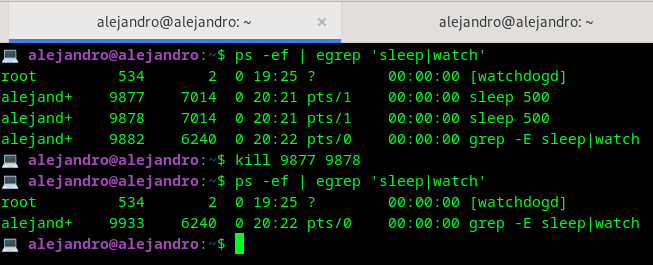 alejandro@alejandro: ~ × alejandro@alejandro: ~
alejandro@alejandro:~$ ps -ef | egrep 'sleep|watch'
root         534       2  0 19:25 ?        00:00:00 [watchdogd]
alejand+    9877    7014  0 20:21 pts/1    00:00:00 sleep 500
alejand+    9878    7014  0 20:21 pts/1    00:00:00 sleep 500
alejand+    9882    6240  0 20:22 pts/0    00:00:00 grep -E sleep|watch
alejandro@alejandro:~$ kill 9877 9878
alejandro@alejandro:~$ ps -ef | egrep 'sleep|watch'
root         534       2  0 19:25 ?        00:00:00 [watchdogd]
alejand+    9933    6240  0 20:22 pts/0    00:00:00 grep -E sleep|watch
alejandro@alejandro:~$